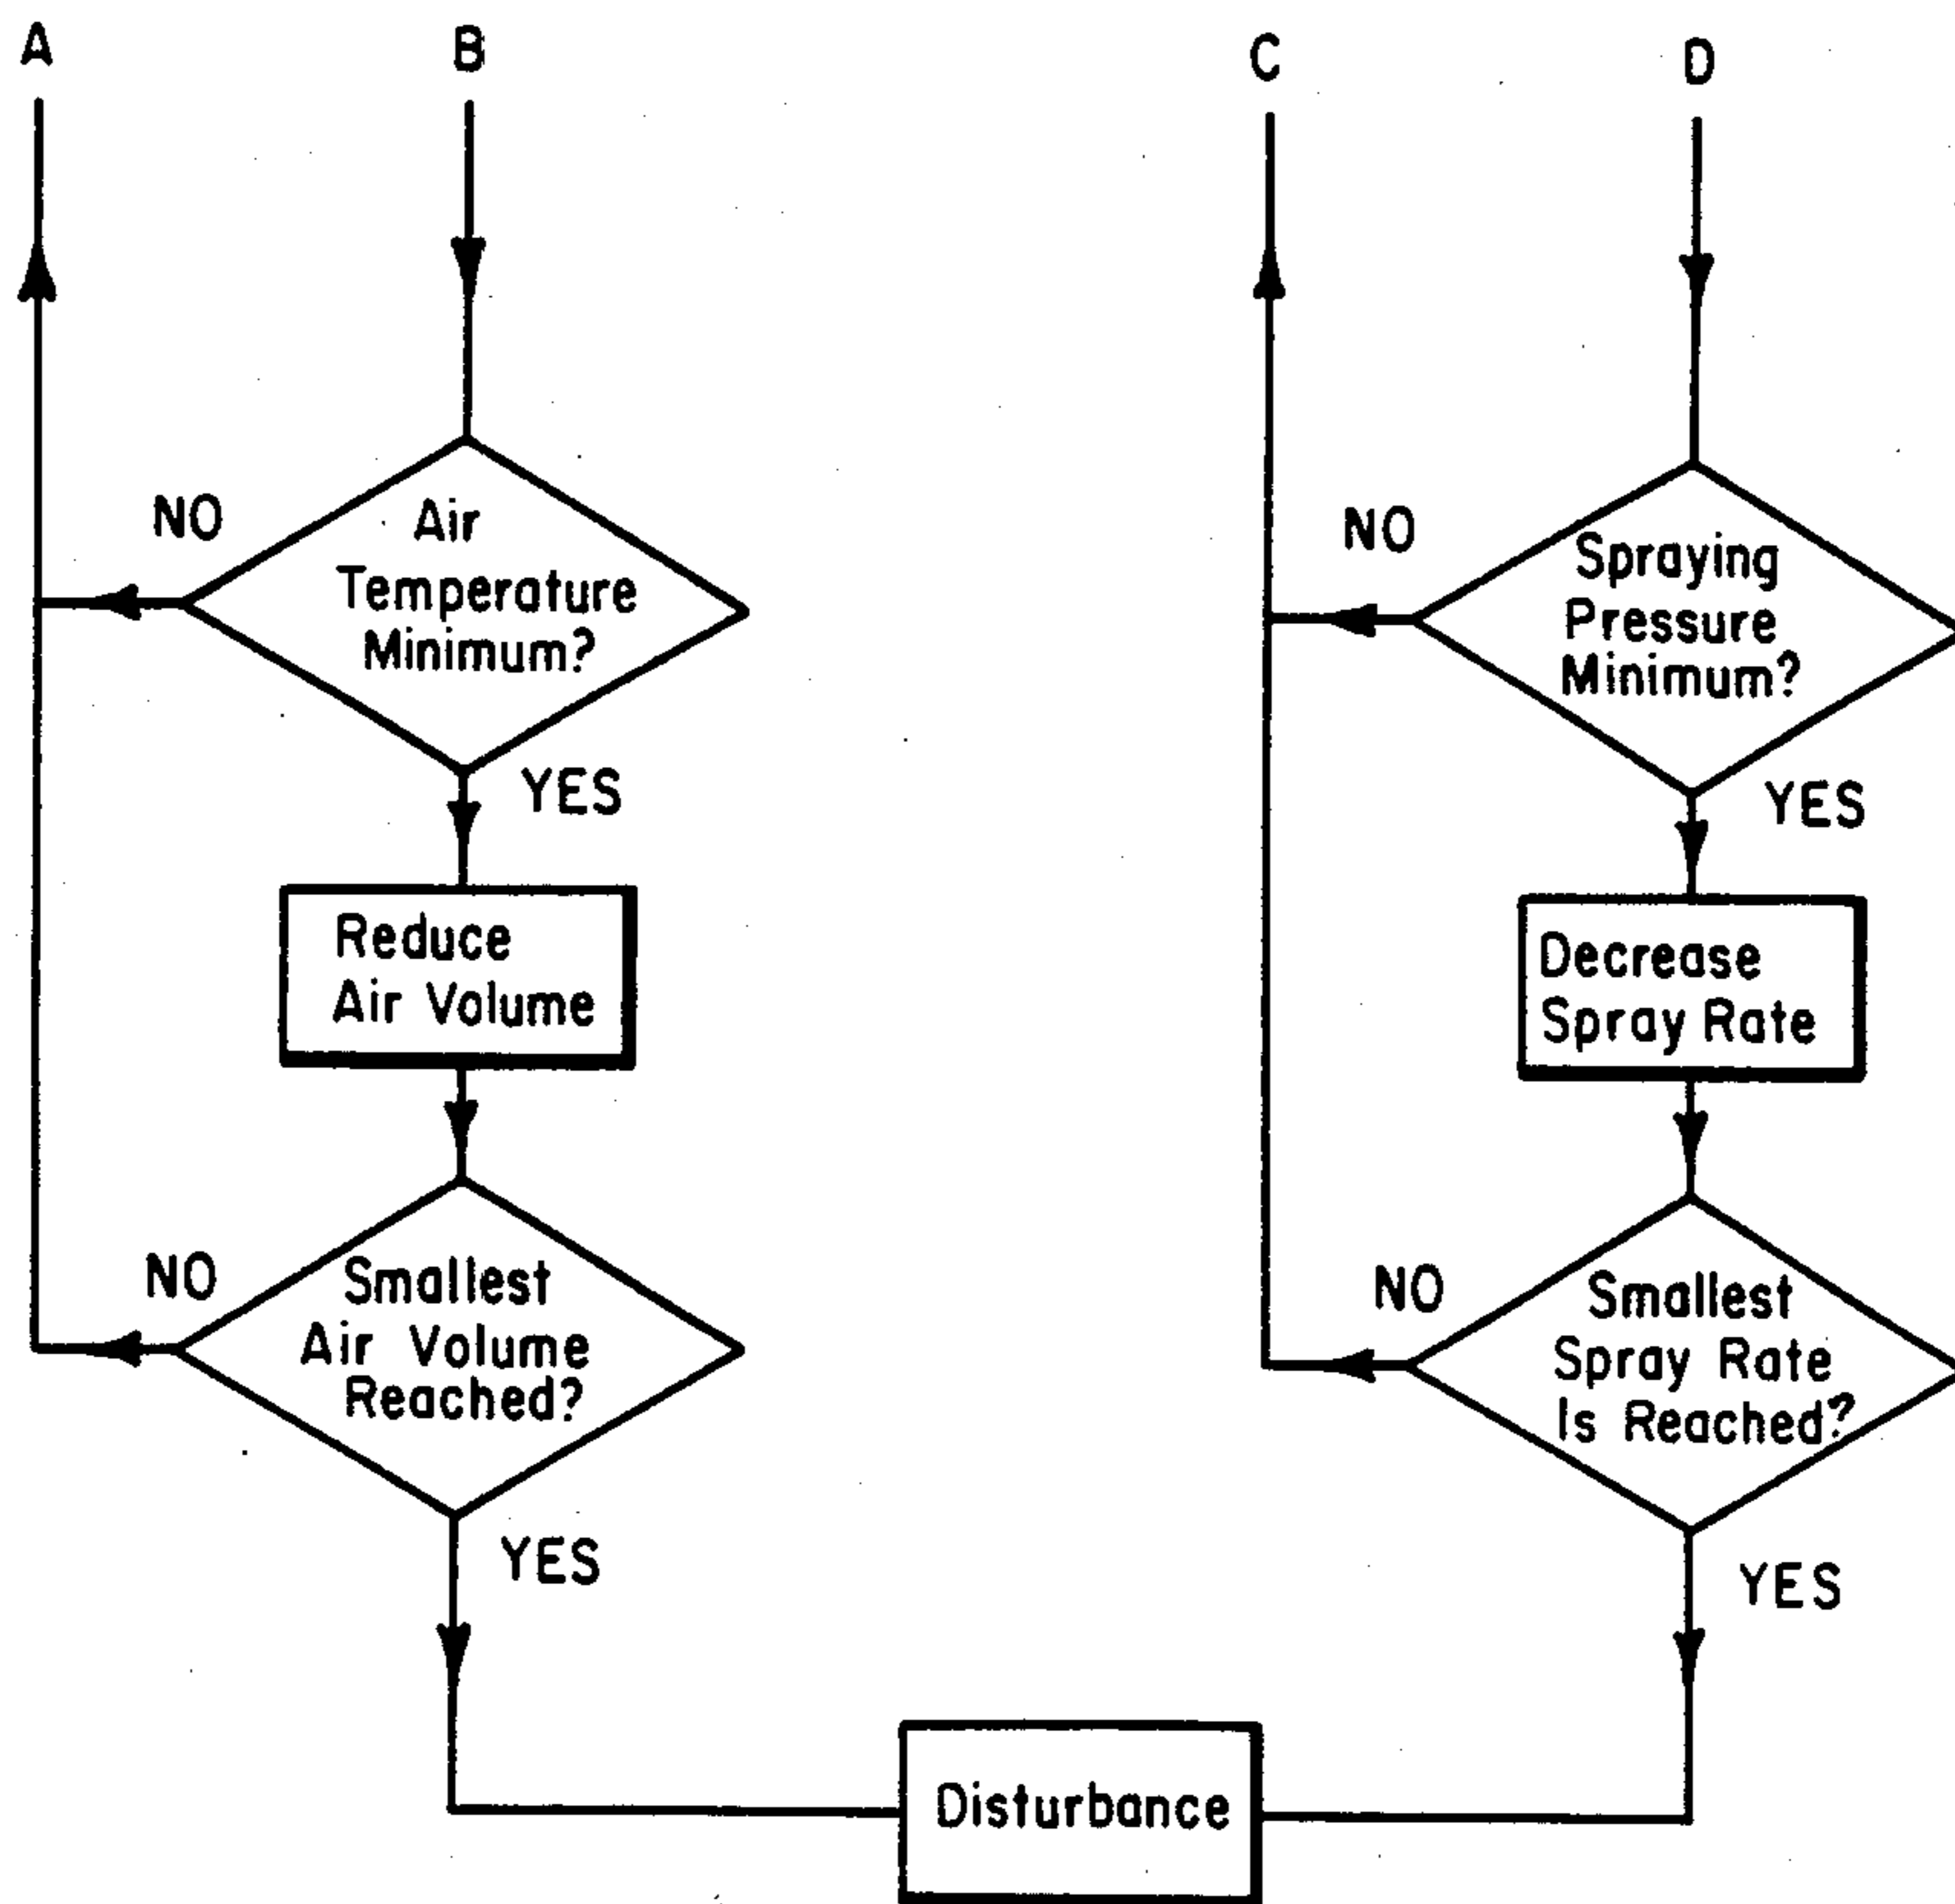 A
B
C
D
NO
Air
Temperature
Minimum?
YES
Reduce
Air Volume
NO
Smallest
Air Volume
Reached?
YES
NO
Spraying
Pressure
Minimum?
YES
Decrease
Spray Rate
NO
Smallest
Spray Rate
Is Reached?
YES
Disturbance